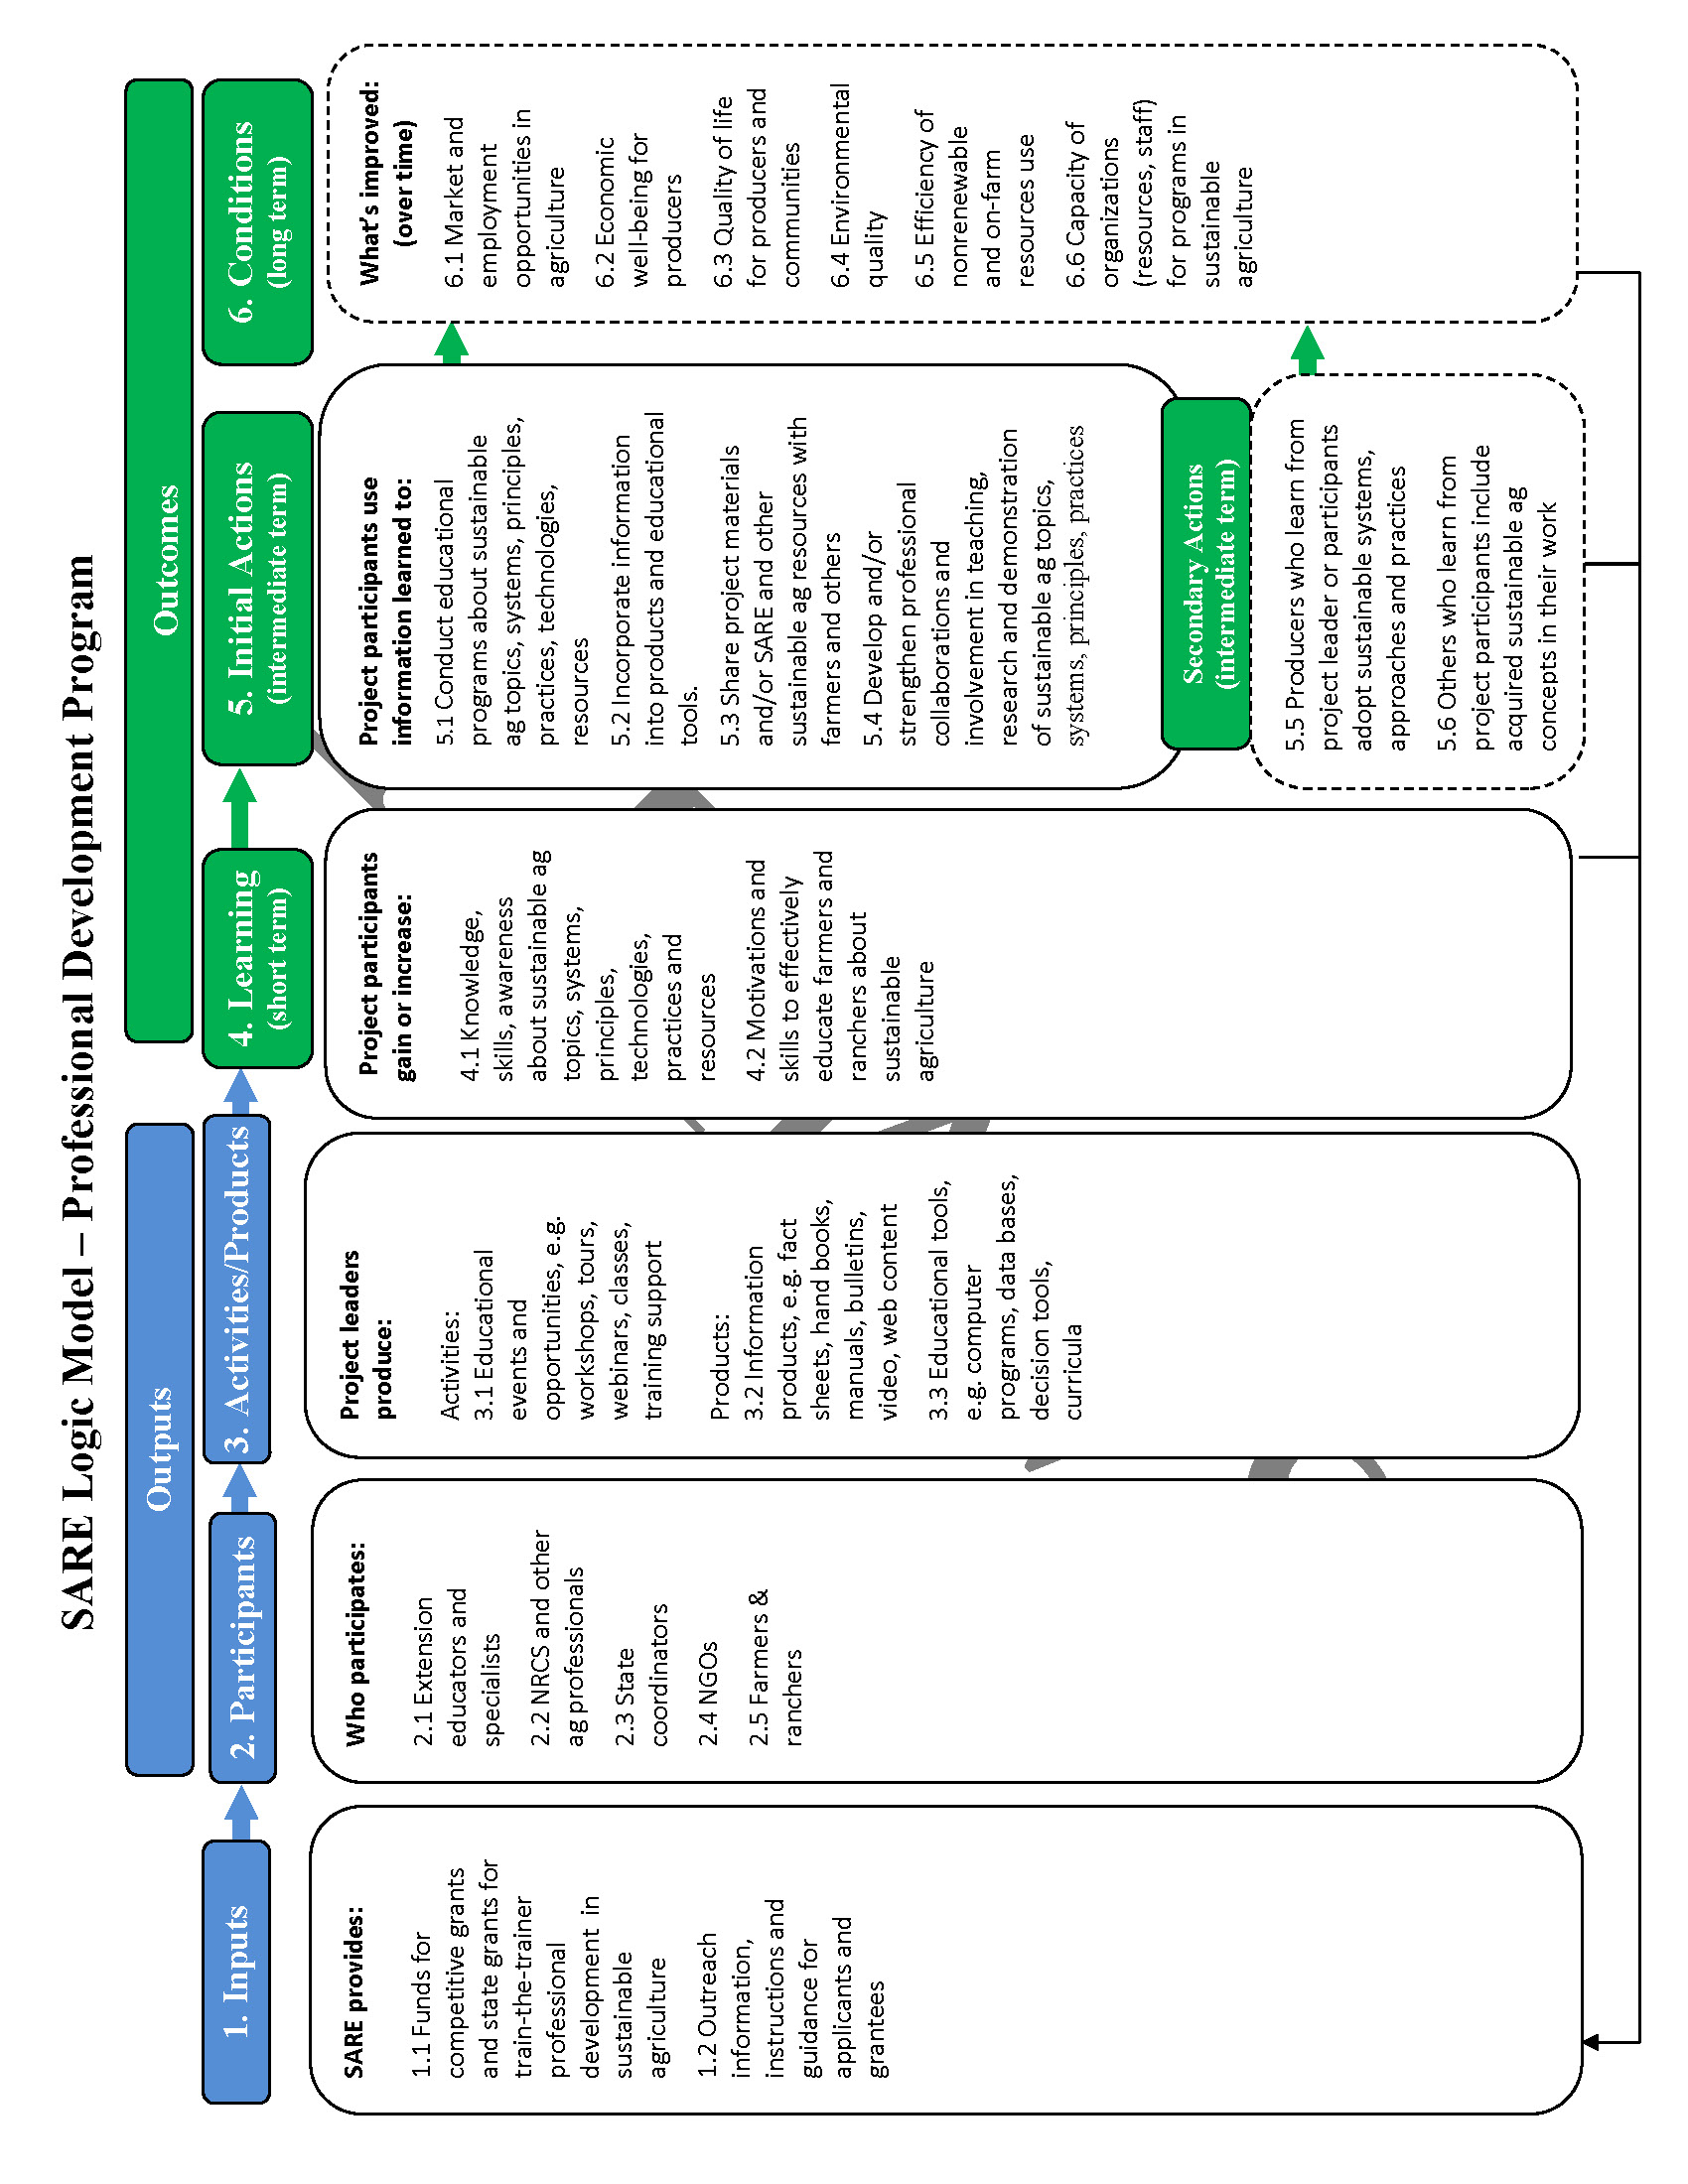 SARE Logic Model – Professional Development Program
Outputs
Outcomes
1. Inputs
2. Participants
3. Activities/Products
4. Learning
(short term)
5. Initial Actions
(intermediate term)
6. Conditions
(long term)
SARE provides:
1.1 Funds for
competitive grants
and state grants for
train-the-trainer
professional
development in
sustainable
agriculture
1.2 Outreach
information,
instructions and
guidance for
applicants and
grantees
Who participates:
2.1 Extension
educators and
specialists
2.2 NRCS and other
ag professionals
2.3 State
coordinators
2.4 NGOs
2.5 Farmers &
ranchers
Project leaders
produce:
Activities:
3.1 Educational
events and
opportunities, e.g.
workshops, tours,
webinars, classes,
training support
Products:
3.2 Information
products, e.g. fact
sheets, hand books,
manuals, bulletins,
video, web content
3.3 Educational tools,
e.g. computer
programs, data bases,
decision tools,
curricula
Project participants
gain or increase:
4.1 Knowledge,
skills, awareness
about sustainable ag
topics, systems,
principles,
technologies,
practices and
resources
4.2 Motivations and
skills to effectively
educate farmers and
ranchers about
sustainable
agriculture
Project participants use
information learned to:
5.1 Conduct educational
programs about sustainable
ag topics, systems, principles,
practices, technologies,
resources
5.2 Incorporate information
into products and educational
tools.
5.3 Share project materials
and/or SARE and other
sustainable ag resources with
farmers and others
5.4 Develop and/or
strengthen professional
collaborations and
involvement in teaching,
research and demonstration
of sustainable ag topics,
systems, principles, practices
Secondary Actions
(intermediate term)
5.5 Producers who learn from
project leader or participants
adopt sustainable systems,
approaches and practices
5.6 Others who learn from
project participants include
acquired sustainable ag
concepts in their work
What's improved:
(over time)
6.1 Market and
employment
opportunities in
agriculture
6.2 Economic
well-being for
producers
6.3 Quality of life
for producers and
communities
6.4 Environmental
quality
6.5 Efficiency of
nonrenewable
and on-farm
resources use
6.6 Capacity of
organizations
(resources, staff)
for programs in
sustainable
agriculture